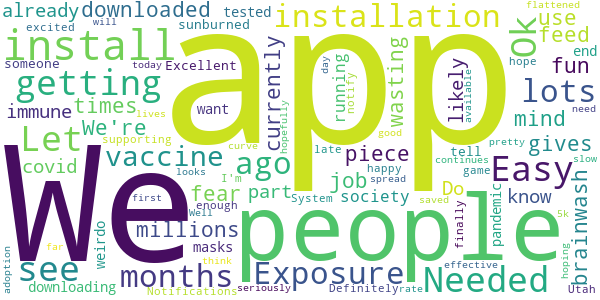 already downloaded tested installation use
excited will sunburned feed flattened
install app Ok
someone Excellent currently running notify likely available fun end
getting immune times want wasting day hope
today lives lots need
Let We're supporting hopefully good mind
We people Easy
vaccine ago curve late piece tell pretty gives
covid looks I'm happy spread continues game slow
see fear part job society Do know brainwash
first Well enough System finally saved pandemic 5k
adoption weirdo millions masks Exposure Needed
far downloading months think Definitely rate effective hoping
Notifications seriously Utah